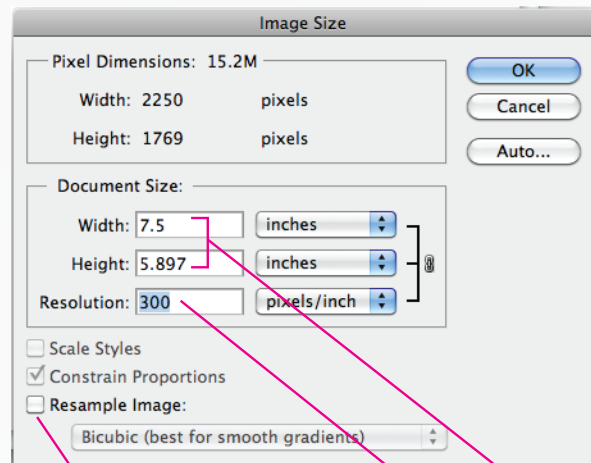 Image Size
Pixel Dimensions: 15.2M
Width: 2250 pixels
Height: 1769 pixels
OK
Cancel
Auto...
Document Size:
Width: 7.5 inches
Height: 5.897 inches
Resolution: 300 pixels/inch
Scale Styles
Constrain Proportions
Resample Image:
Bicubic (best for smooth gradients)